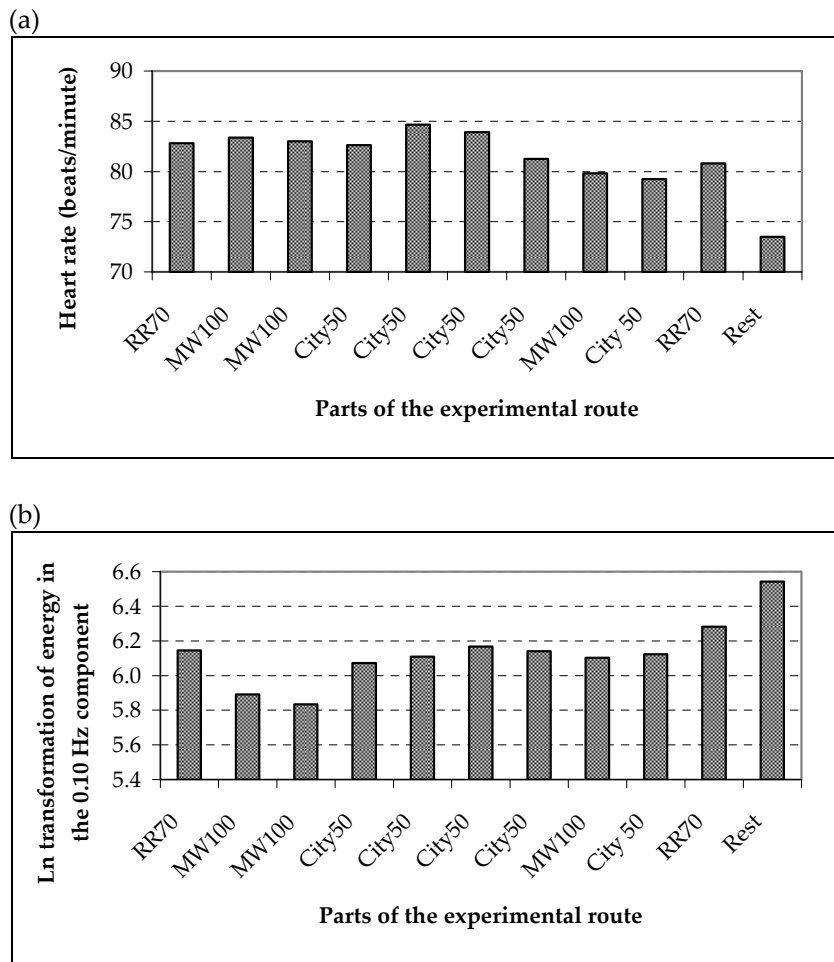 (a)
Heart rate (beats/minute)
90
85
80
75
70
RR70
MW100
MW100
City50
City50
City50
City50
MW100
City 50
RR70
Rest
Parts of the experimental route
(b)
Ln transformation of energy in
the 0.10 Hz component
6.6
6.4
6.2
6.0
5.8
5.6
5.4
RR70
MW100
MW100
City50
City50
City50
City50
MW100
City 50
RR70
Rest
Parts of the experimental route